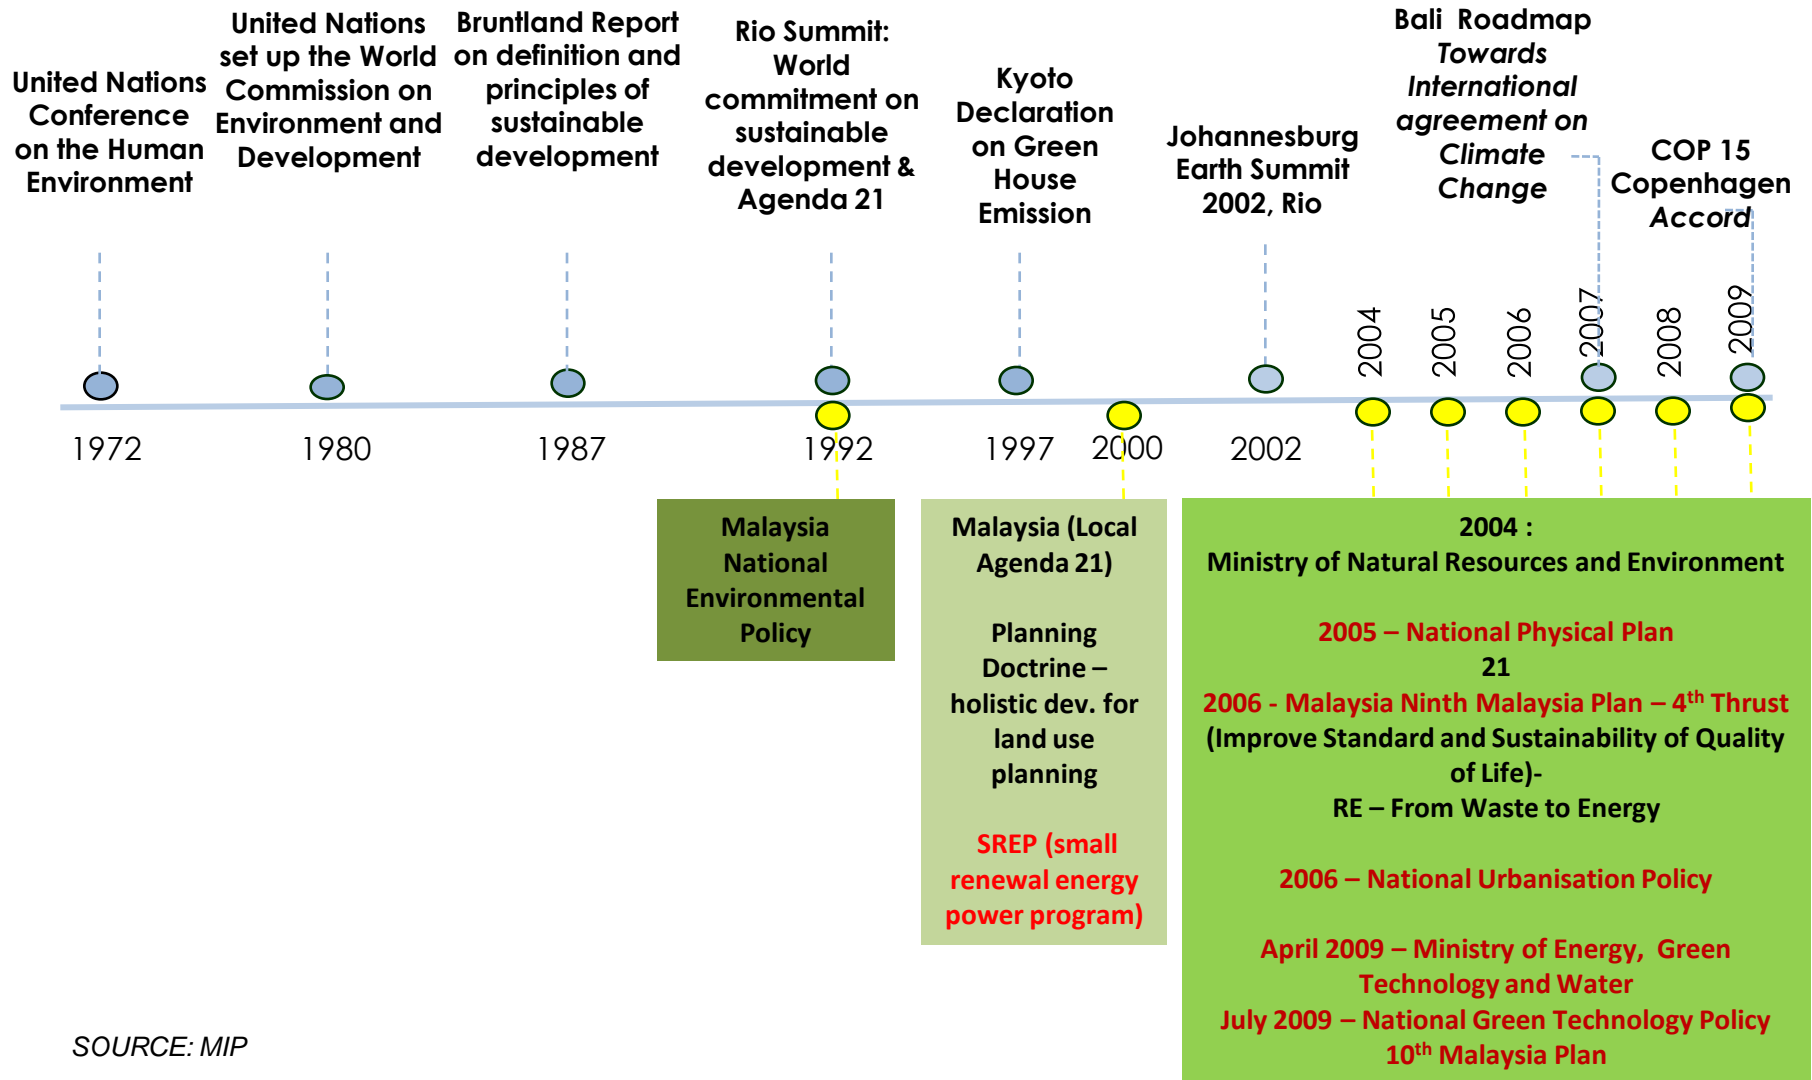 United Nations
Conference
on the Human
Environment
United Nations
set up the World
Commission on
Environment and
Development
Bruntland Report
on definition and
principles of
sustainable
development
Rio Summit:
World
commitment on
sustainable
development &
Agenda 21
Kyoto
Declaration
on Green
House
Emission
Johannesburg
Earth Summit
2002, Rio
Bali Roadmap
Towards
International
agreement on
Climate
Change
COP 15
Copenhagen
Accord
2004
2005
2006
2007
2008
2009
1972
1980
1987
1992
1997
2000
2002
Malaysia
National
Environmental
Policy
Malaysia (Local
Agenda 21)
Planning
Doctrine –
holistic dev. for
land use
planning
SREP (small
renewal energy
power program)
2004 :
Ministry of Natural Resources and Environment
2005 – National Physical Plan
21
2006 - Malaysia Ninth Malaysia Plan – 4th Thrust
(Improve Standard and Sustainability of Quality
of Life)-
RE – From Waste to Energy
2006 – National Urbanisation Policy
April 2009 – Ministry of Energy, Green
Technology and Water
July 2009 – National Green Technology Policy
10th Malaysia Plan
SOURCE: MIP